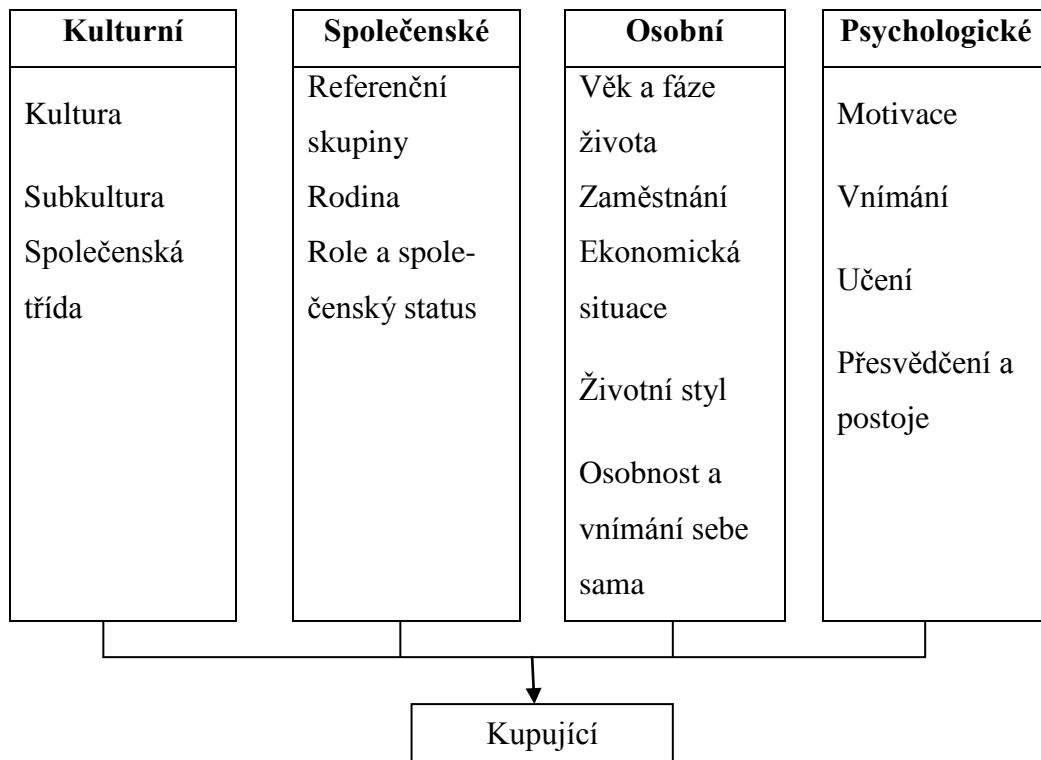 Kulturní
Kultura
Subkultura
Společenská
třída
Společenské
Referenční
skupiny
Rodina
Role a spole-
čenský status
Osobní
Věk a fáze
života
Zaměstnání
Ekonomická
situace
Životní styl
Osobnost a
vnímání sebe
sama
Psychologické
Motivace
Vnímání
Učení
Přesvědčení a
postoje
Kupující